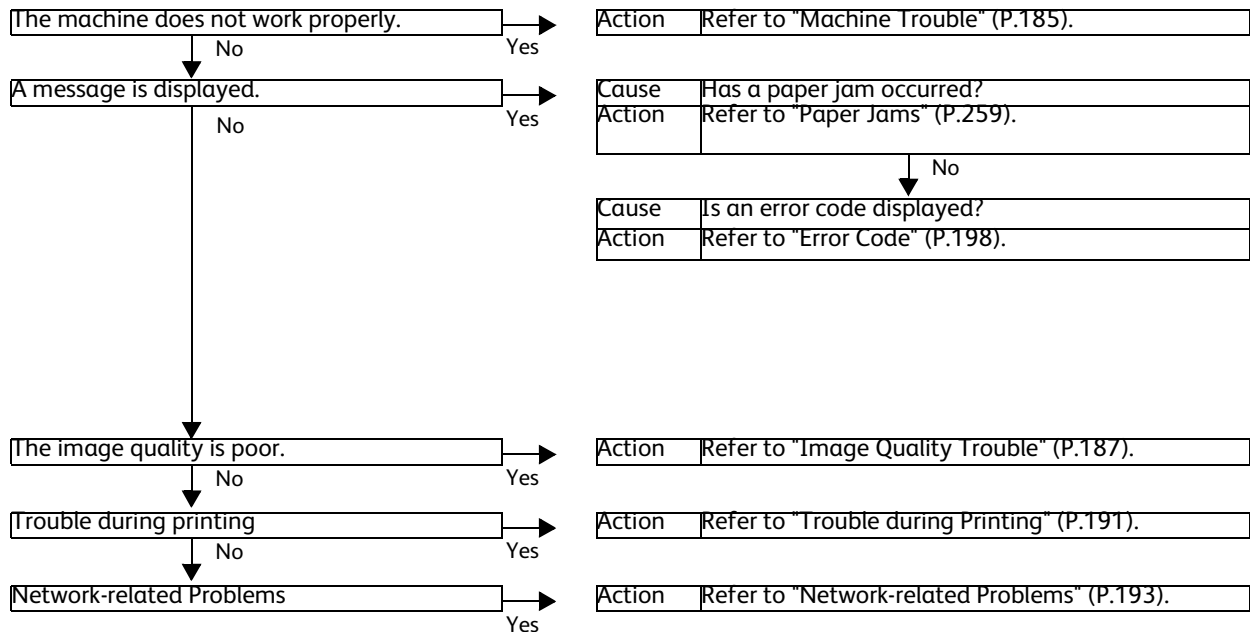 The machine does not work properly.
Yes
Action Refer to "Machine Trouble" (P.185).
No
A message is displayed.
Yes
Cause Has a paper jam occurred?
Action Refer to "Paper Jams" (P.259).
No
Cause Is an error code displayed?
Action Refer to "Error Code" (P.198).
No
The image quality is poor.
Yes
Action Refer to "Image Quality Trouble" (P.187).
No
Trouble during printing
Yes
Action Refer to "Trouble during Printing" (P.191).
No
Network-related Problems
Yes
Action Refer to "Network-related Problems" (P.193).